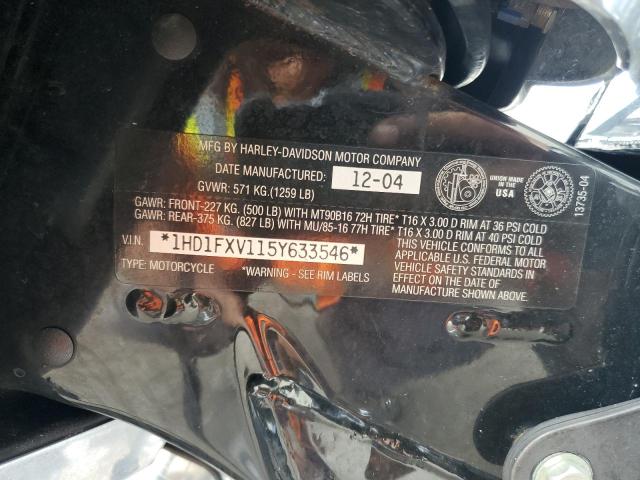 MFG BY HARLEY-DAVIDSON MOTOR COMPANY
DATE MANUFACTURED: 12-04
GVWR: 571 KG.(1259 LB)
UNION MADE IN THE USA
13735-04
GAWR: FRONT-227 KG. (500 LB) WITH MT90B16 72H TIRE* T16 X 3.00 D RIM AT 36 PSI COLD
GAWR: REAR-375 KG. (827 LB) WITH MU/85-16 77H TIRE* T16 X 3.00 D RIM AT 40 PSI COLD
V.I.N. *1HD1FXV115Y633546*
TYPE: MOTORCYCLE *WARNING - SEE RIM LABELS
THIS VEHICLE CONFORMS TO ALL
APPLICABLE U.S. FEDERAL MOTOR
VEHICLE SAFETY STANDARDS IN
EFFECT ON THE DATE OF
MANUFACTURE SHOWN ABOVE.